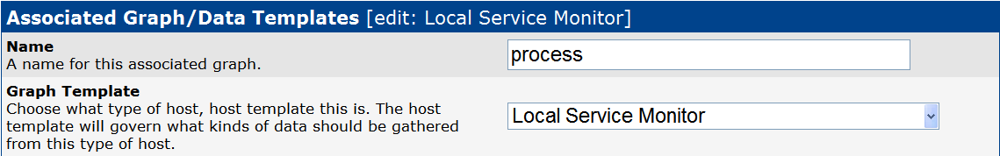 Associated Graph/Data Templates [edit: Local Service Monitor]
Name
A name for this associated graph.
process
Graph Template
Choose what type of host, host template this is. The host
template will govern what kinds of data should be gathered
from this type of host.
Local Service Monitor